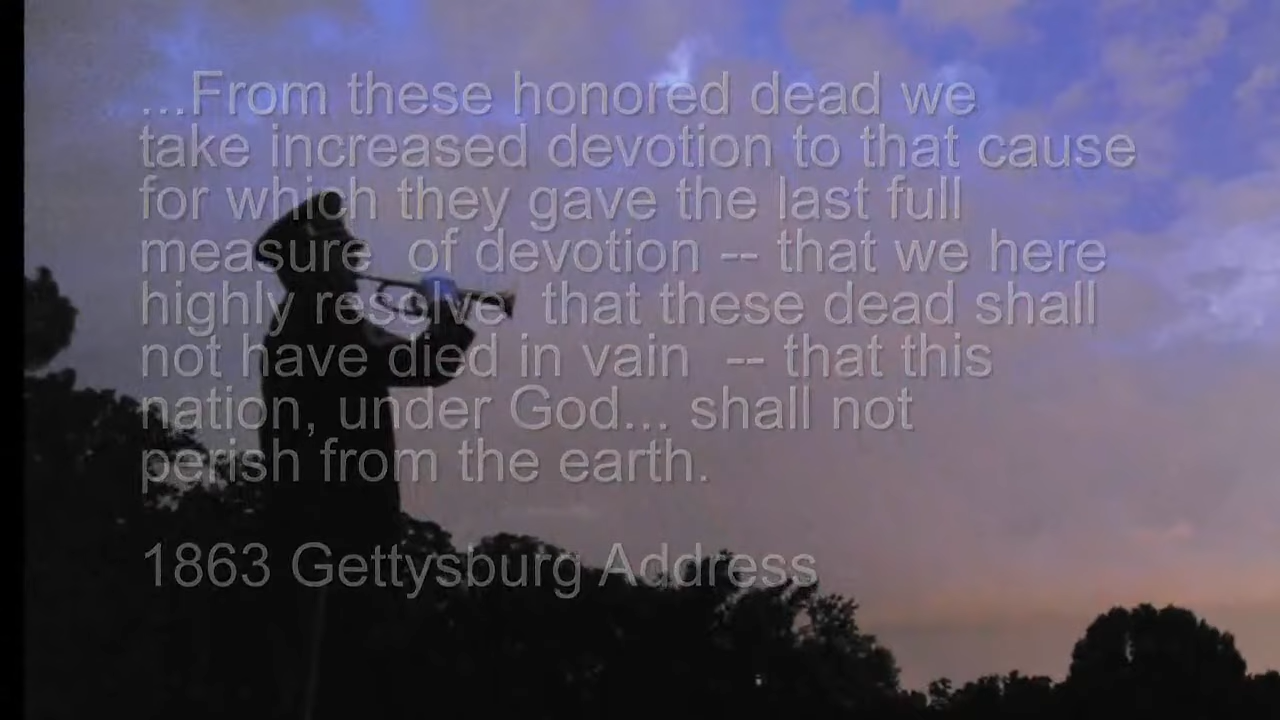 ...From these honored dead we
take increased devotion to that cause
for which they gave the last full
measure of devotion -- that we here
highly resolve that these dead shall
not have died in vain -- that this
nation, under God... shall not
perish from the earth.
1863 Gettysburg Address